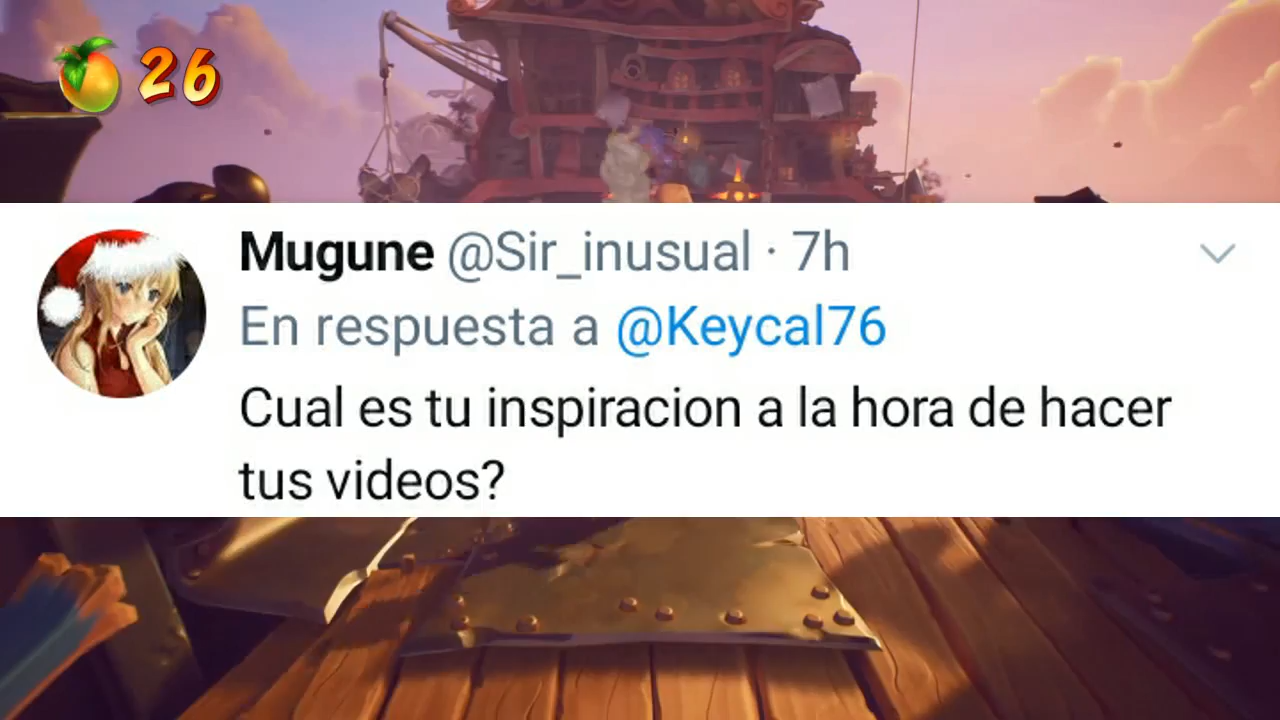 26
Mugune @Sir_inusual · 7h
En respuesta a @Keycal76
Cual es tu inspiracion a la hora de hacer
tus videos?